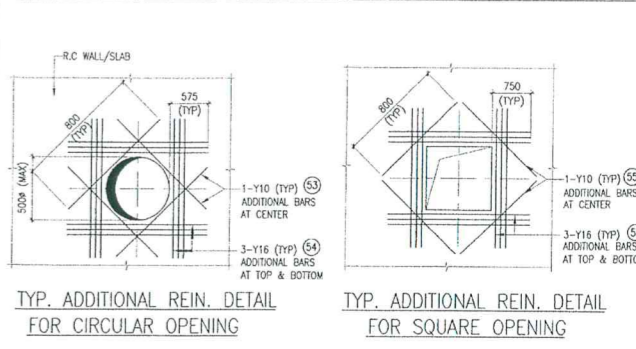 R.C WALL/SLAB
575
(TYP)
800
(TYP)
500ø (MAX)
1-Y10 (TYP) 53
ADDITIONAL BARS
AT CENTER
3-Y16 (TYP) 54
ADDITIONAL BARS
AT TOP & BOTTOM
TYP. ADDITIONAL REIN. DETAIL
FOR CIRCULAR OPENING
750
(TYP)
800
(TYP)
1-Y10 (TYP) 55
ADDITIONAL BARS
AT CENTER
3-Y16 (TYP)
ADDITIONAL BARS
AT TOP & BOTTO
TYP. ADDITIONAL REIN. DETAIL
FOR SQUARE OPENING